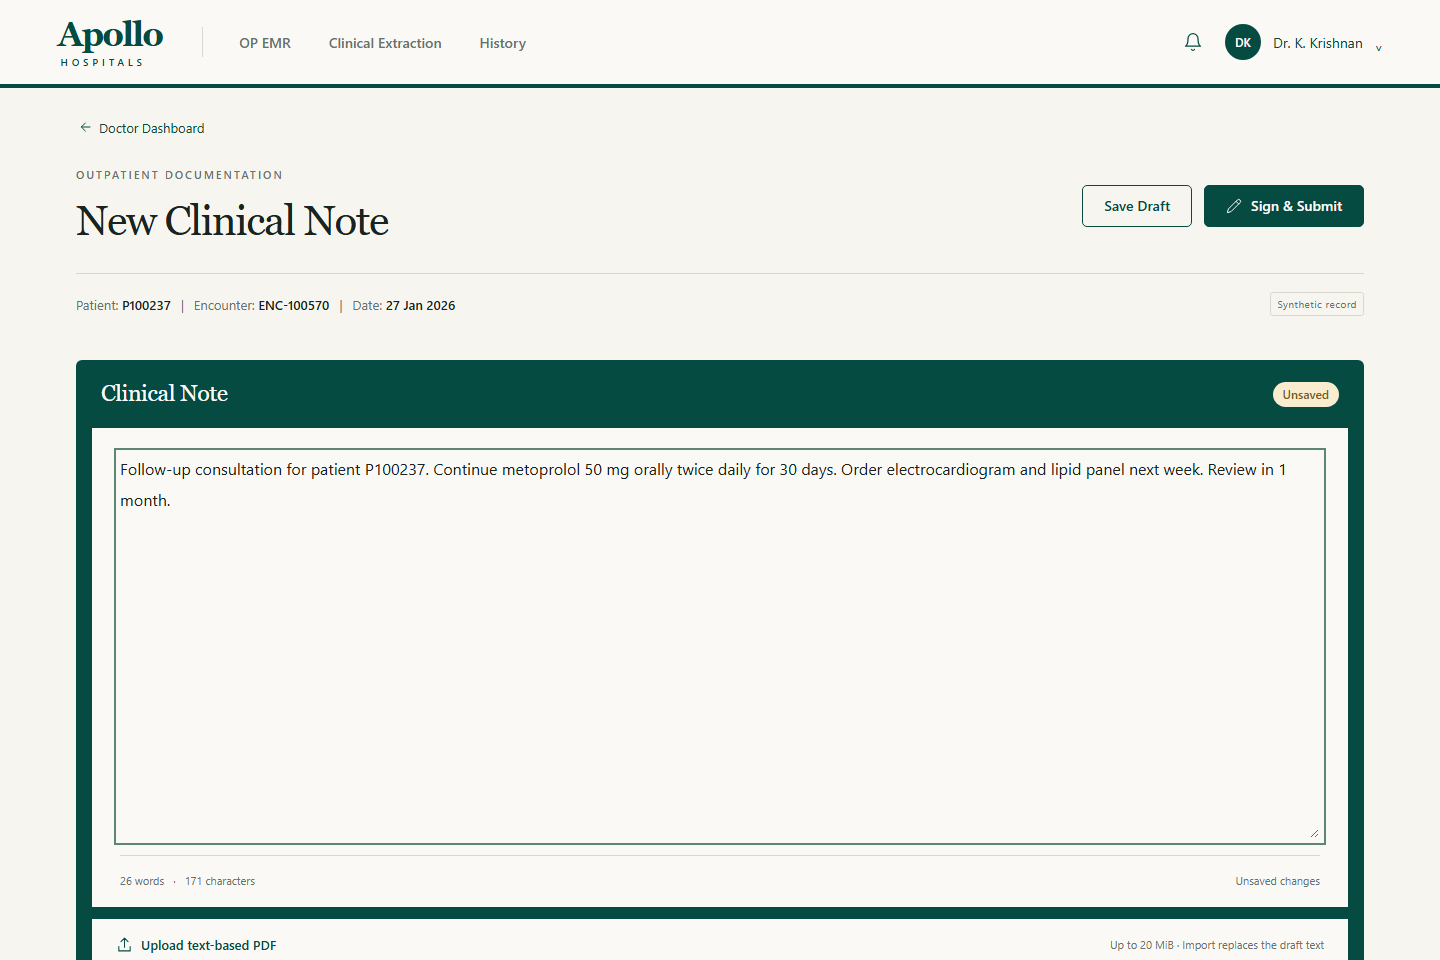 Apollo
HOSPITALS
OP EMR
Clinical Extraction
History
DK
Dr. K. Krishnan
Doctor Dashboard
OUTPATIENT DOCUMENTATION
New Clinical Note
Save Draft
Sign & Submit
Patient: P100237 | Encounter: ENC-100570 | Date: 27 Jan 2026
Synthetic record
Clinical Note
Unsaved
Follow-up consultation for patient P100237. Continue metoprolol 50 mg orally twice daily for 30 days. Order electrocardiogram and lipid panel next week. Review in 1
month.
26 words · 171 characters
Unsaved changes
Upload text-based PDF
Up to 20 MiB · Import replaces the draft text